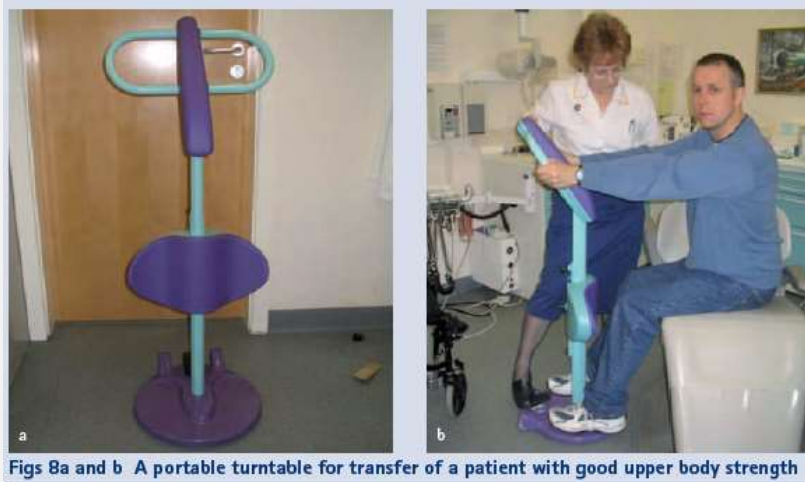 a
b
Figs 8a and b A portable turntable for transfer of a patient with good upper body strength